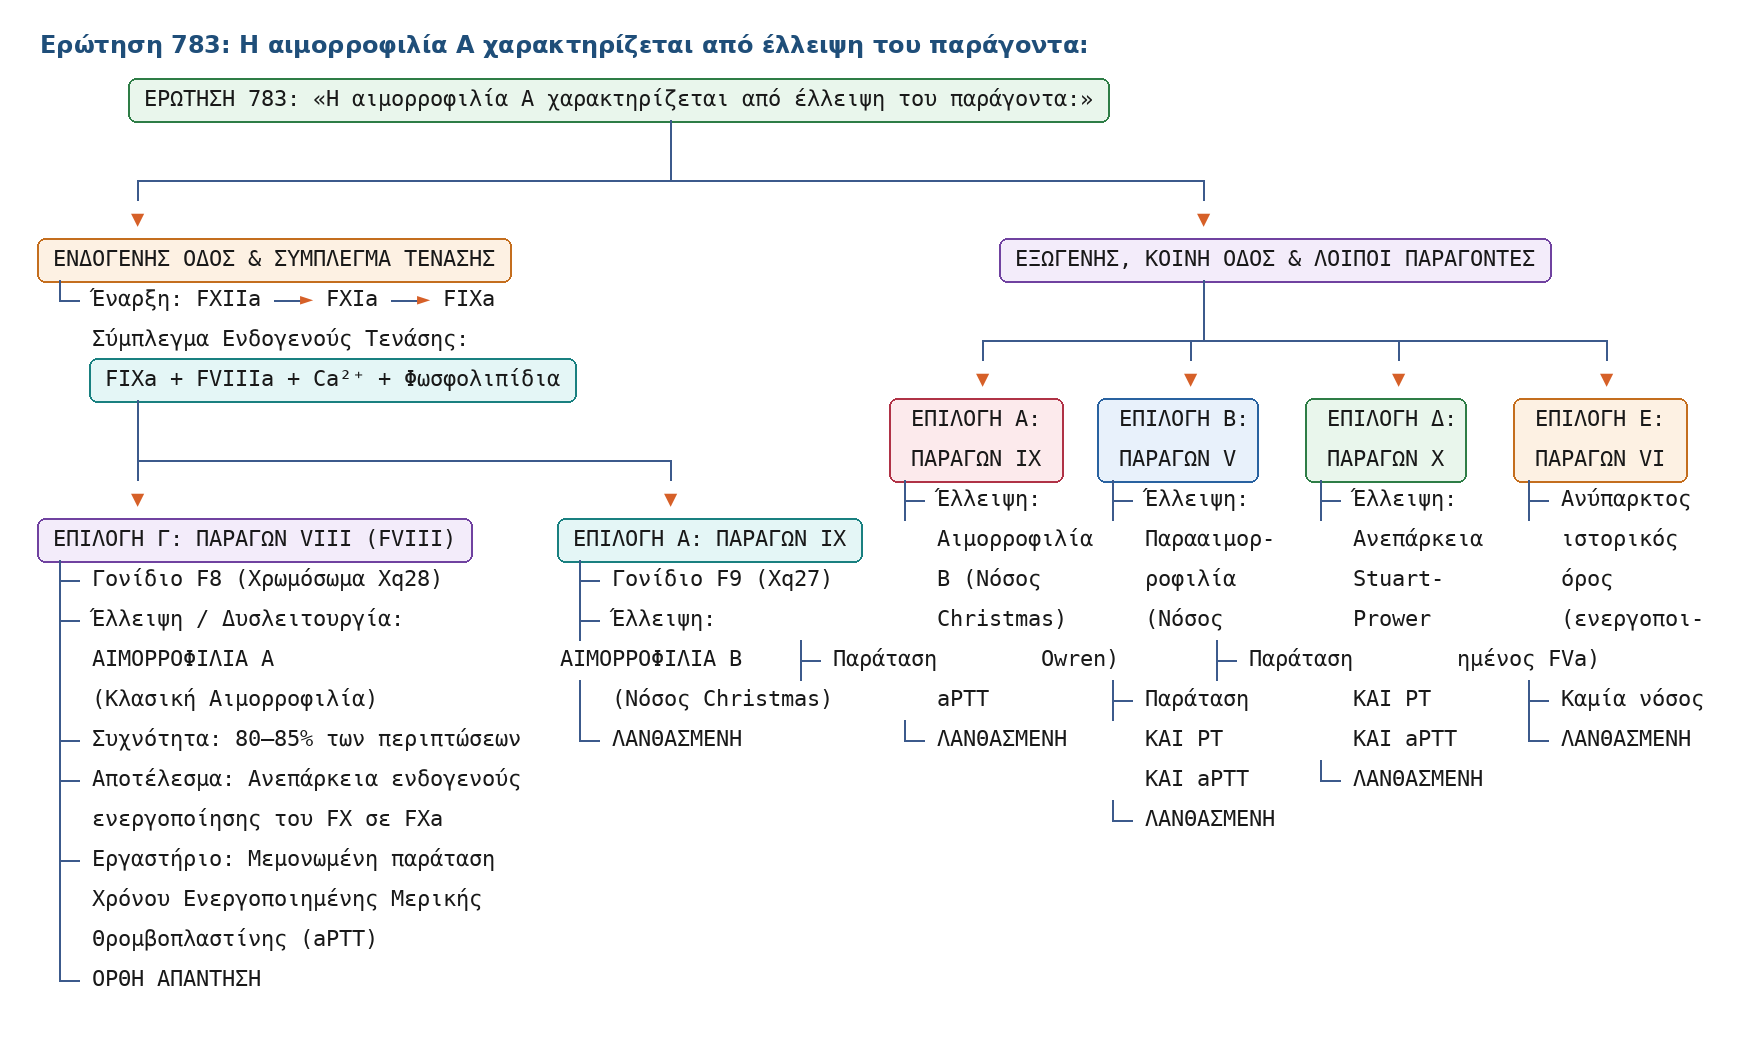 Ερώτηση 783: Η αιμορροφιλία Α χαρακτηρίζεται από έλλειψη του παράγοντα:
ΕΡΩΤΗΣΗ 783: «Η αιμορροφιλία Α χαρακτηρίζεται από έλλειψη του παράγοντα:»
▼ ▼
ΕΝΔΟΓΕΝΗΣ ΟΔΟΣ & ΣΥΜΠΛΕΓΜΑ ΤΕΝΑΣΗΣ
Έναρξη: FXIIa ──► FXIa ──► FIXa
Σύμπλεγμα Ενδογενούς Τενάσης:
FIXa + FVIIIa + Ca²⁺ + Φωσφολιπίδια
▼ ▼
ΕΠΙΛΟΓΗ Γ: ΠΑΡΑΓΩΝ VIII (FVIII)
Γονίδιο F8 (Χρωμόσωμα Xq28)
Έλλειψη / Δυσλειτουργία:
ΑΙΜΟΡΡΟΦΙΛΙΑ Α
(Κλασική Αιμορροφιλία)
Συχνότητα: 80–85% των περιπτώσεων
Αποτέλεσμα: Ανεπάρκεια ενδογενούς
ενεργοποίησης του FX σε FXa
Εργαστήριο: Μεμονωμένη παράταση
Χρόνου Ενεργοποιημένης Μερικής
Θρομβοπλαστίνης (aPTT)
ΟΡΘΗ ΑΠΑΝΤΗΣΗ
ΕΠΙΛΟΓΗ Α: ΠΑΡΑΓΩΝ IX
Γονίδιο F9 (Xq27)
Έλλειψη:
ΑΙΜΟΡΡΟΦΙΛΙΑ Β
(Νόσος Christmas)
ΛΑΝΘΑΣΜΕΝΗ
ΕΞΩΓΕΝΗΣ, ΚΟΙΝΗ ΟΔΟΣ & ΛΟΙΠΟΙ ΠΑΡΑΓΟΝΤΕΣ
▼ ▼ ▼ ▼
ΕΠΙΛΟΓΗ Α:
ΠΑΡΑΓΩΝ IX
Έλλειψη:
Αιμορροφιλία
Β (Νόσος
Christmas)
Παράταση
aPTT
ΛΑΝΘΑΣΜΕΝΗ
ΕΠΙΛΟΓΗ Β:
ΠΑΡΑΓΩΝ V
Έλλειψη:
Παρααιμορ-
ροφιλία
(Νόσος
Owren)
Παράταση
ΚΑΙ PT
ΚΑΙ aPTT
ΛΑΝΘΑΣΜΕΝΗ
ΕΠΙΛΟΓΗ Δ:
ΠΑΡΑΓΩΝ X
Έλλειψη:
Ανεπάρκεια
Stuart-
Prower
Παράταση
ΚΑΙ PT
ΚΑΙ aPTT
ΛΑΝΘΑΣΜΕΝΗ
ΕΠΙΛΟΓΗ Ε:
ΠΑΡΑΓΩΝ VI
Ανύπαρκτος
ιστορικός
όρος
(ενεργοποι-
ημένος FVa)
Καμία νόσος
ΛΑΝΘΑΣΜΕΝΗ